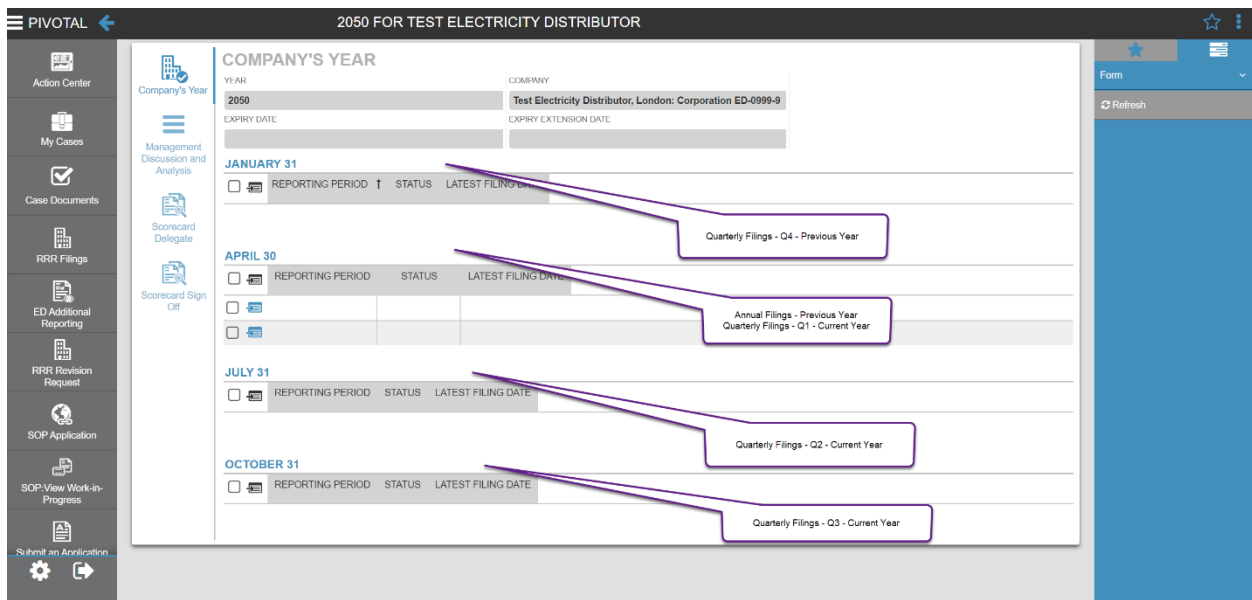 PIVOTAL
2050 FOR TEST ELECTRICITY DISTRIBUTOR
Action Center
My Cases
Case Documents
RRR Filings
ED Additional
Reporting
RRR Revision
Request
SOP Application
SOP:View Work-in-
Progress
Submit an Application
Company's Year
Management
Discussion and
Analysis
Scorecard
Delegate
Scorecard Sign
Off
COMPANY'S YEAR
YEAR
COMPANY
2050
Test Electricity Distributor, London: Corporation ED-0999-9
EXPIRY DATE
EXPIRY EXTENSION DATE
JANUARY 31
REPORTING PERIOD ↑ STATUS LATEST FILING DATE
Quarterly Filings - Q4 - Previous Year
APRIL 30
REPORTING PERIOD STATUS LATEST FILING DATE
Annual Filings - Previous Year
Quarterly Filings - Q1 - Current Year
JULY 31
REPORTING PERIOD STATUS LATEST FILING DATE
Quarterly Filings - Q2 - Current Year
OCTOBER 31
REPORTING PERIOD STATUS LATEST FILING DATE
Quarterly Filings - Q3 - Current Year
Form
Refresh